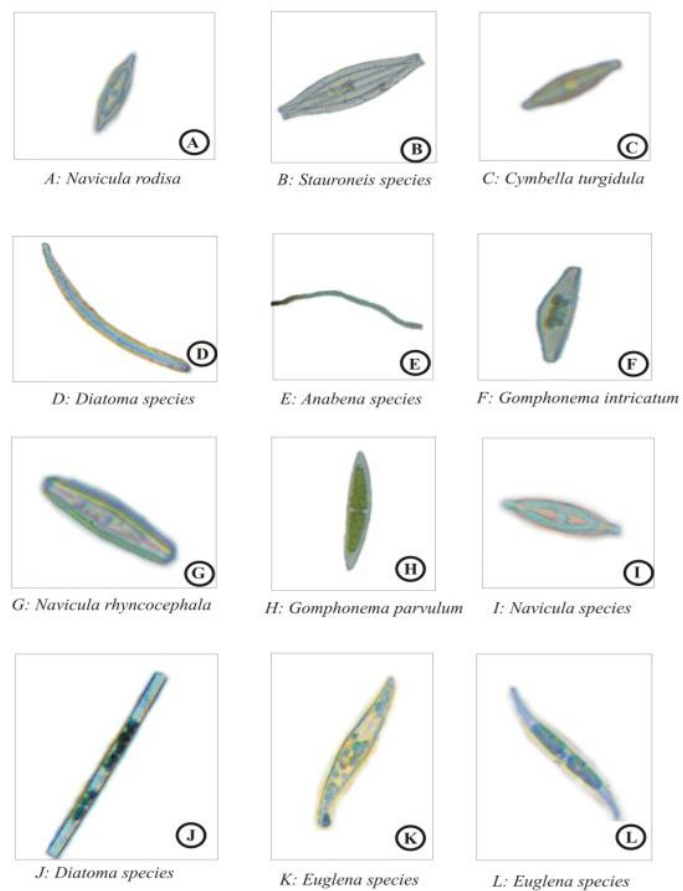 A
B
C
A: Navicula rodisa
B: Stauroneis species
C: Cymbella turgidula
D
E
F
D: Diatoma species
E: Anabena species
F: Gomphonema intricatum
G
H
I
G: Navicula rhyncocephala
H: Gomphonema parvulum
I: Navicula species
J
K
L
J: Diatoma species
K: Euglena species
L: Euglena species